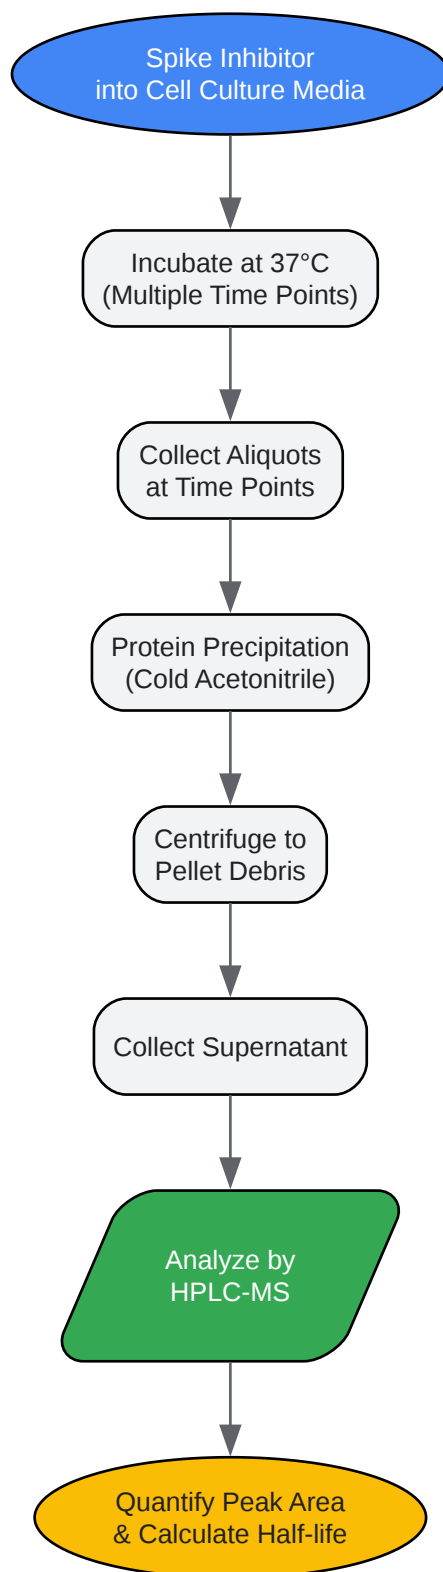 Spike Inhibitor
into Cell Culture Media
Incubate at 37°C
(Multiple Time Points)
Collect Aliquots
at Time Points
Protein Precipitation
(Cold Acetonitrile)
Centrifuge to
Pellet Debris
Collect Supernatant
Analyze by
HPLC-MS
Quantify Peak Area
& Calculate Half-life